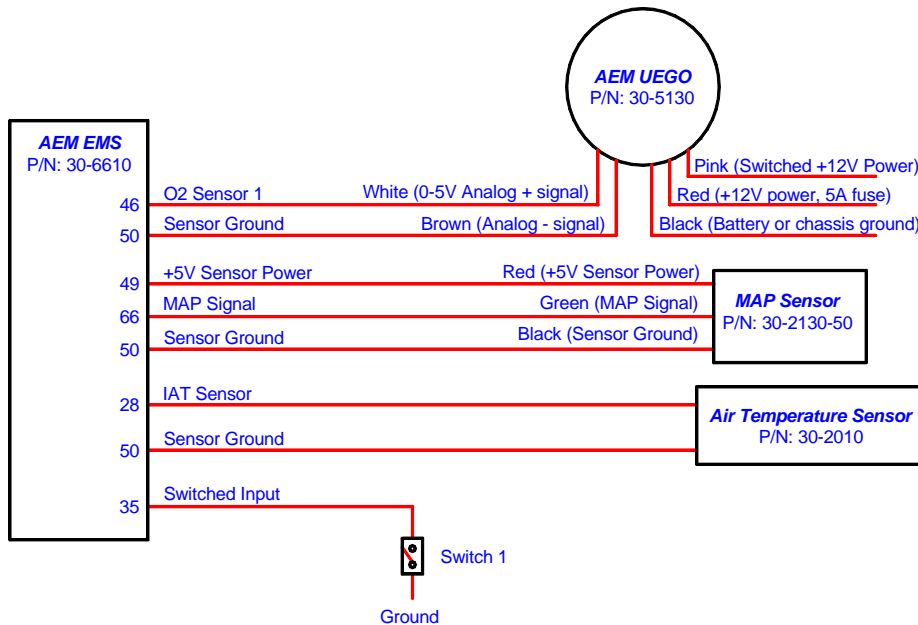 AEM UEGO
P/N: 30-5130
AEM EMS
P/N: 30-6610
Pink (Switched +12V Power)
46 O2 Sensor 1 White (0-5V Analog + signal) Red (+12V power, 5A fuse)
50 Sensor Ground Brown (Analog - signal) Black (Battery or chassis ground)
49 +5V Sensor Power Red (+5V Sensor Power)
66 MAP Signal Green (MAP Signal)
50 Sensor Ground Black (Sensor Ground)
MAP Sensor
P/N: 30-2130-50
28 IAT Sensor
50 Sensor Ground
Air Temperature Sensor
P/N: 30-2010
35 Switched Input
Switch 1
Ground